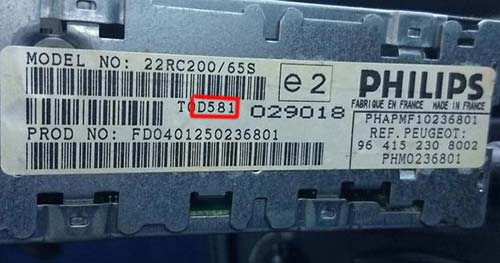 MODEL NO: 22RC200/65S
e2
PHILIPS
FABRIQUE EN FRANCE MADE IN FRANCE
T0D581 029018
PHAPMF10236801
PROD NO: FD0401250236801
REF.PEUGEOT:
96 415 230 8002
PHM0236801